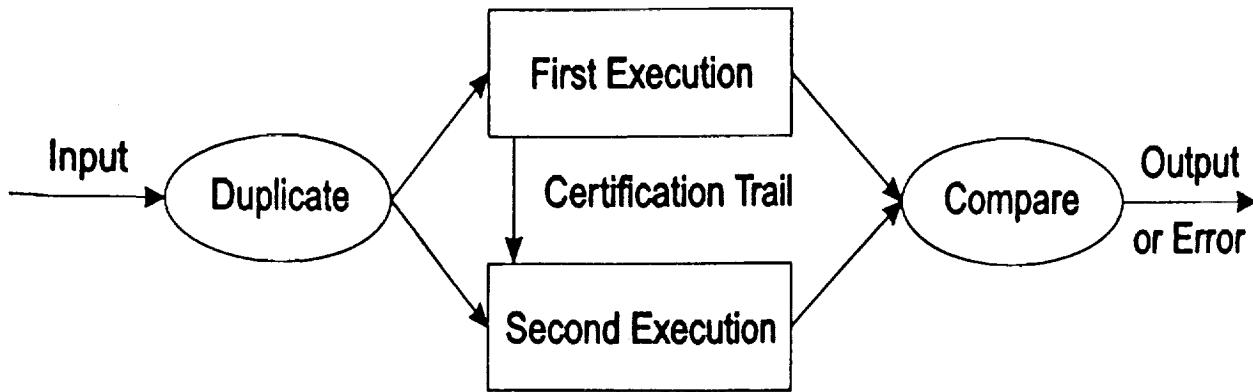 First Execution
Input
Duplicate
Certification Trail
Compare
Output
or Error
Second Execution